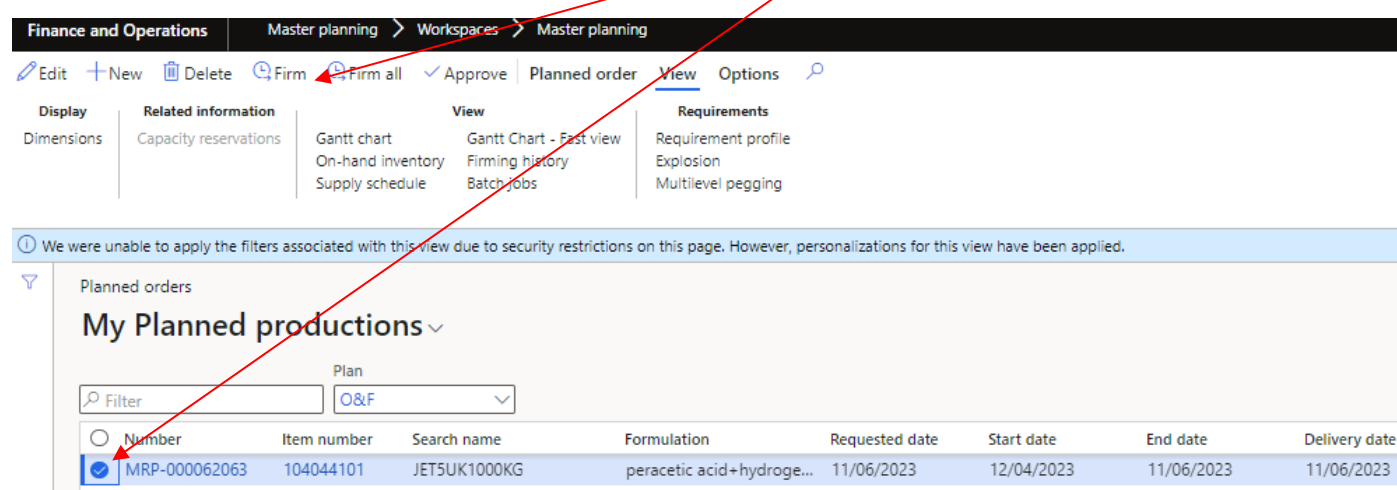 Finance and Operations Master planning > Workspaces > Master planning
Edit New Delete Firm Firm all Approve Planned order View Options
Display Related information View Requirements
Dimensions Capacity reservations Gantt chart Gantt Chart - Fast view Requirement profile
On-hand inventory Firming history Explosion
Supply schedule Batch jobs Multilevel pegging
We were unable to apply the filters associated with this view due to security restrictions on this page. However, personalizations for this view have been applied.
Planned orders
My Planned productions
Plan
Filter O&F
Number Item number Search name Formulation Requested date Start date End date Delivery date
MRP-000062063 104044101 JET5UK1000KG peracetic acid+hydroge... 11/06/2023 12/04/2023 11/06/2023 11/06/2023